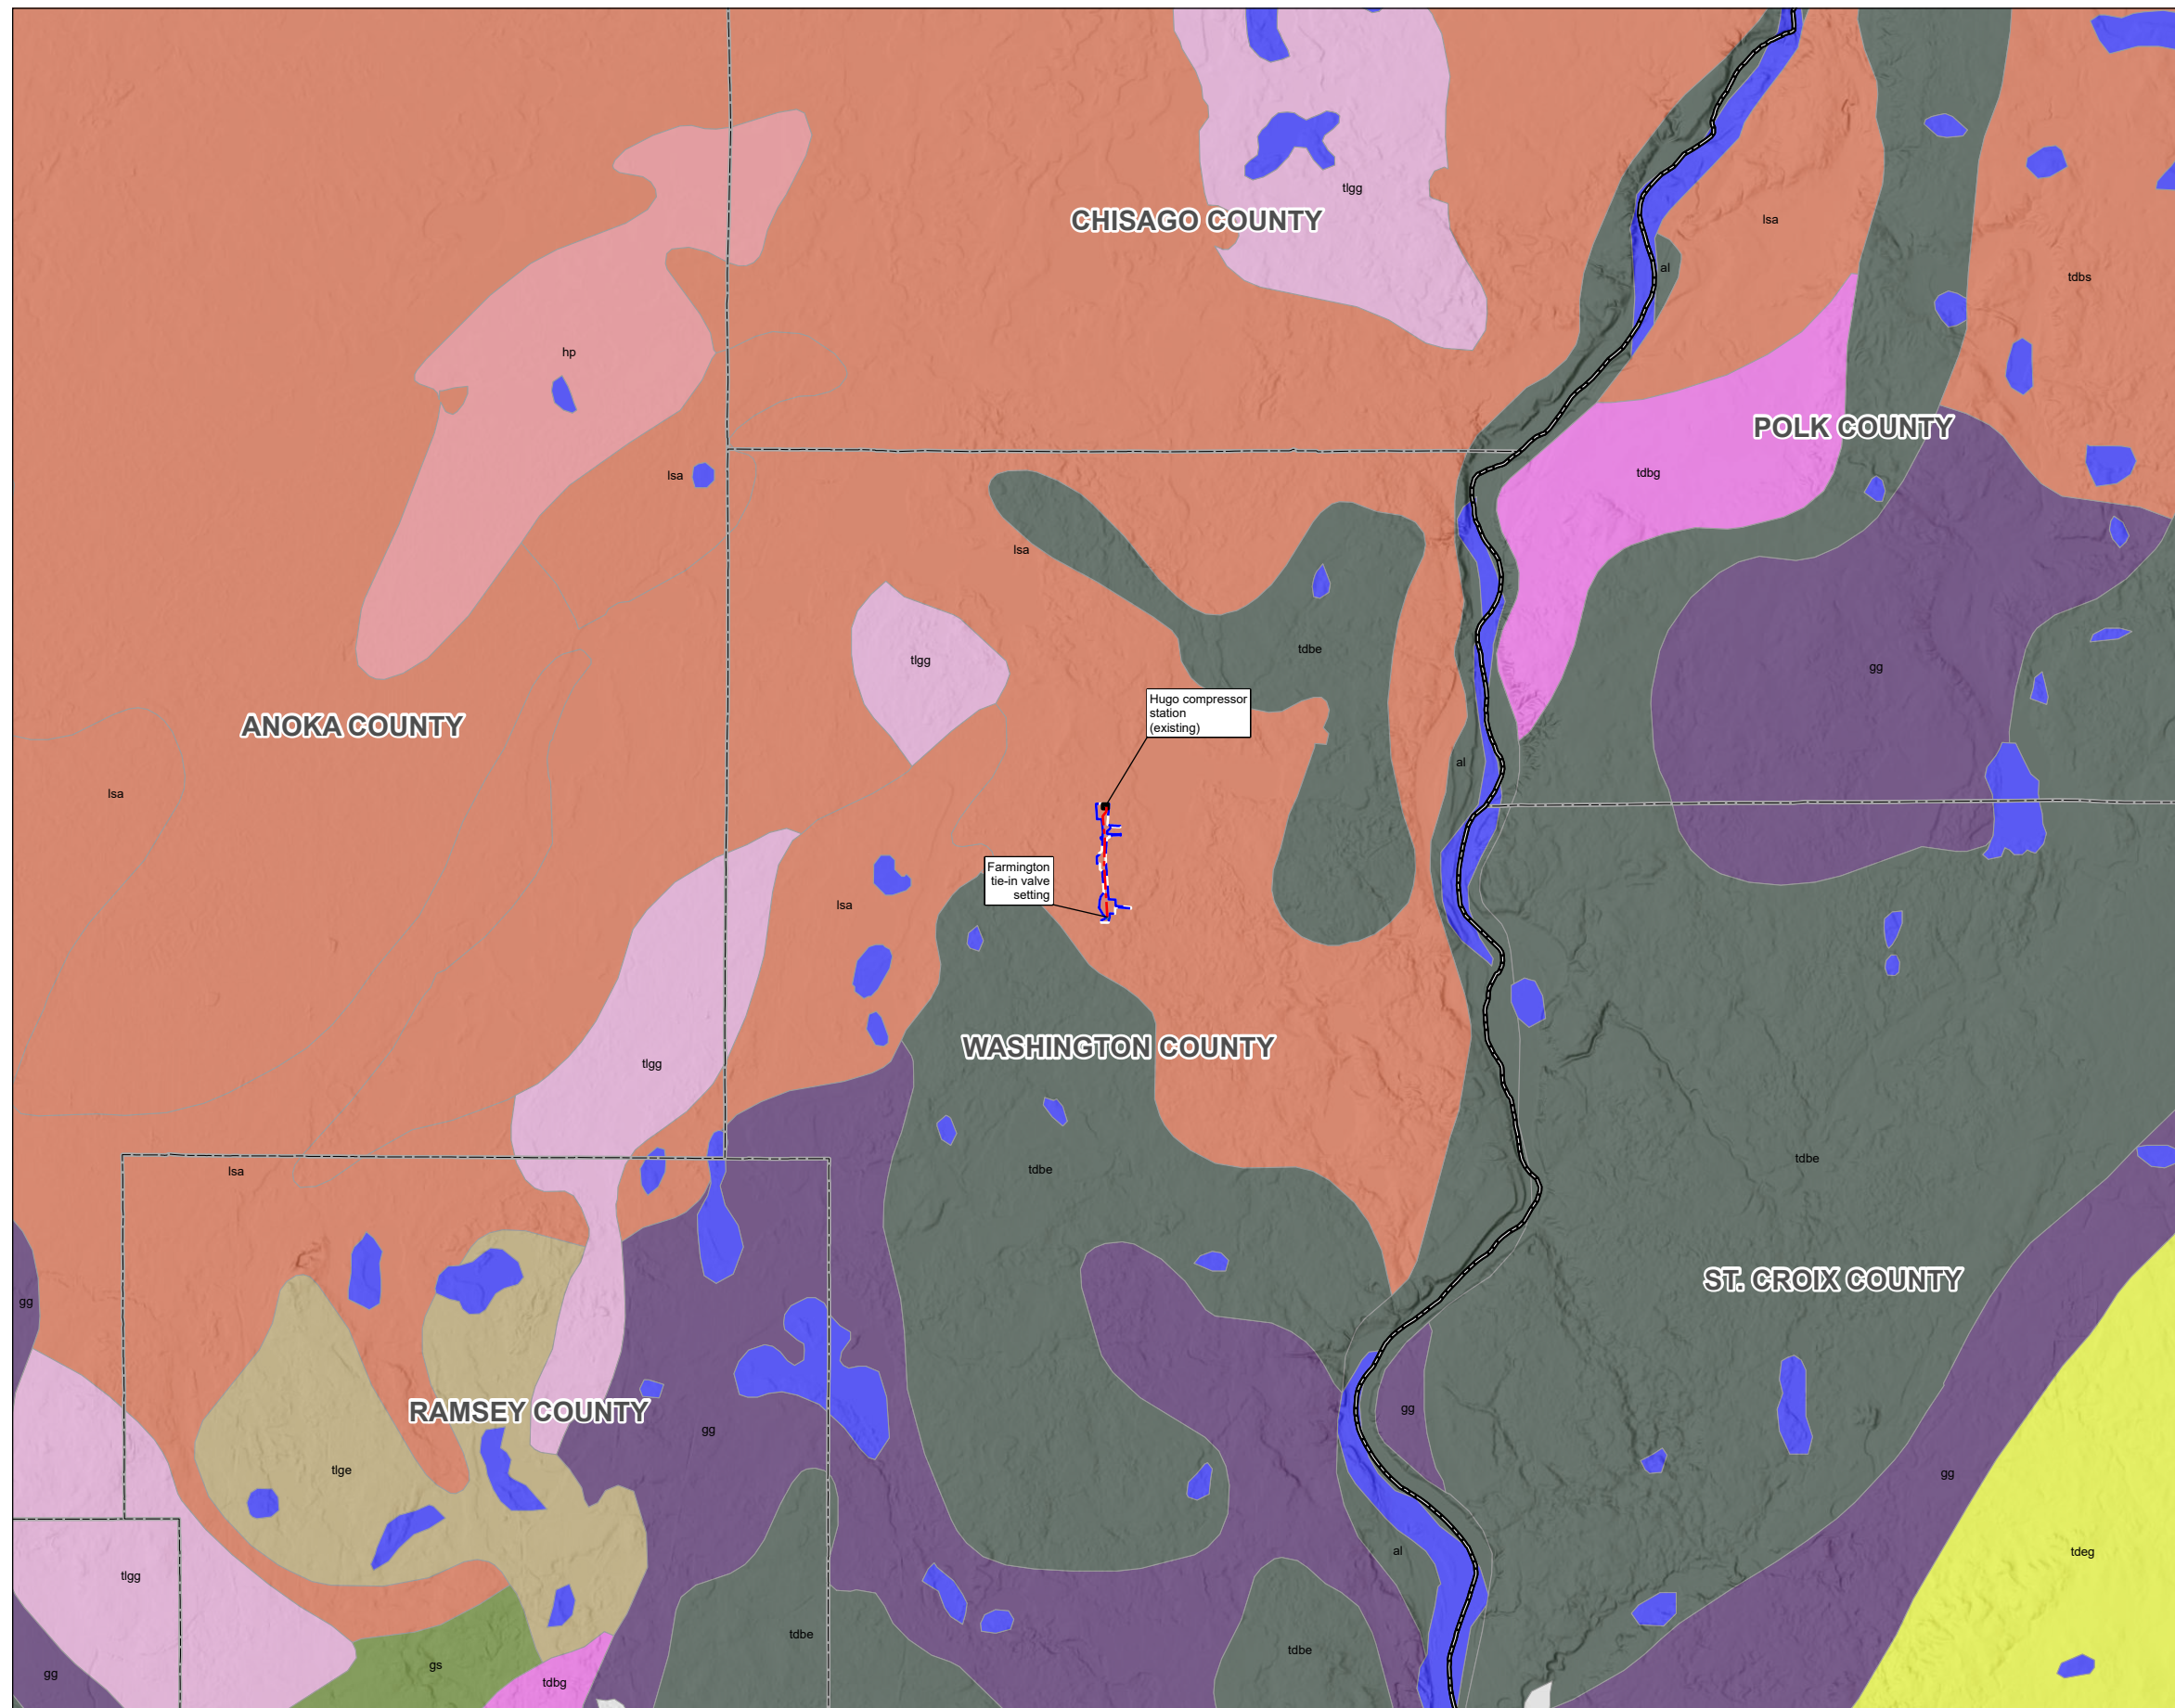 tlgg
CHISAGO COUNTY
lsa
al
tdbs
hp
POLK COUNTY
lsa
tdbg
lsa
tdbe
tlgg
gg
Hugo compressor
station
(existing)
ANOKA COUNTY
al
lsa
Farmington
tie-in valve
setting
lsa
WASHINGTON COUNTY
tlgg
tdbe
lsa
tdbe
ST. CROIX COUNTY
gg
RAMSEY COUNTY
gg
gg
tlge
gg
al
tdeg
tlgg
tdbe
tdbe
gs
gg
tdbg